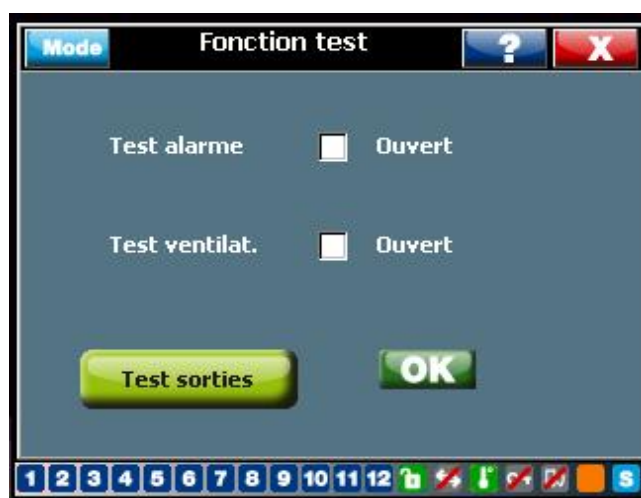 Mode Fonction test ? X
Test alarme Ouvert
Test ventilat. Ouvert
Test sorties OK
1 2 3 4 5 6 7 8 9 10 11 12 S